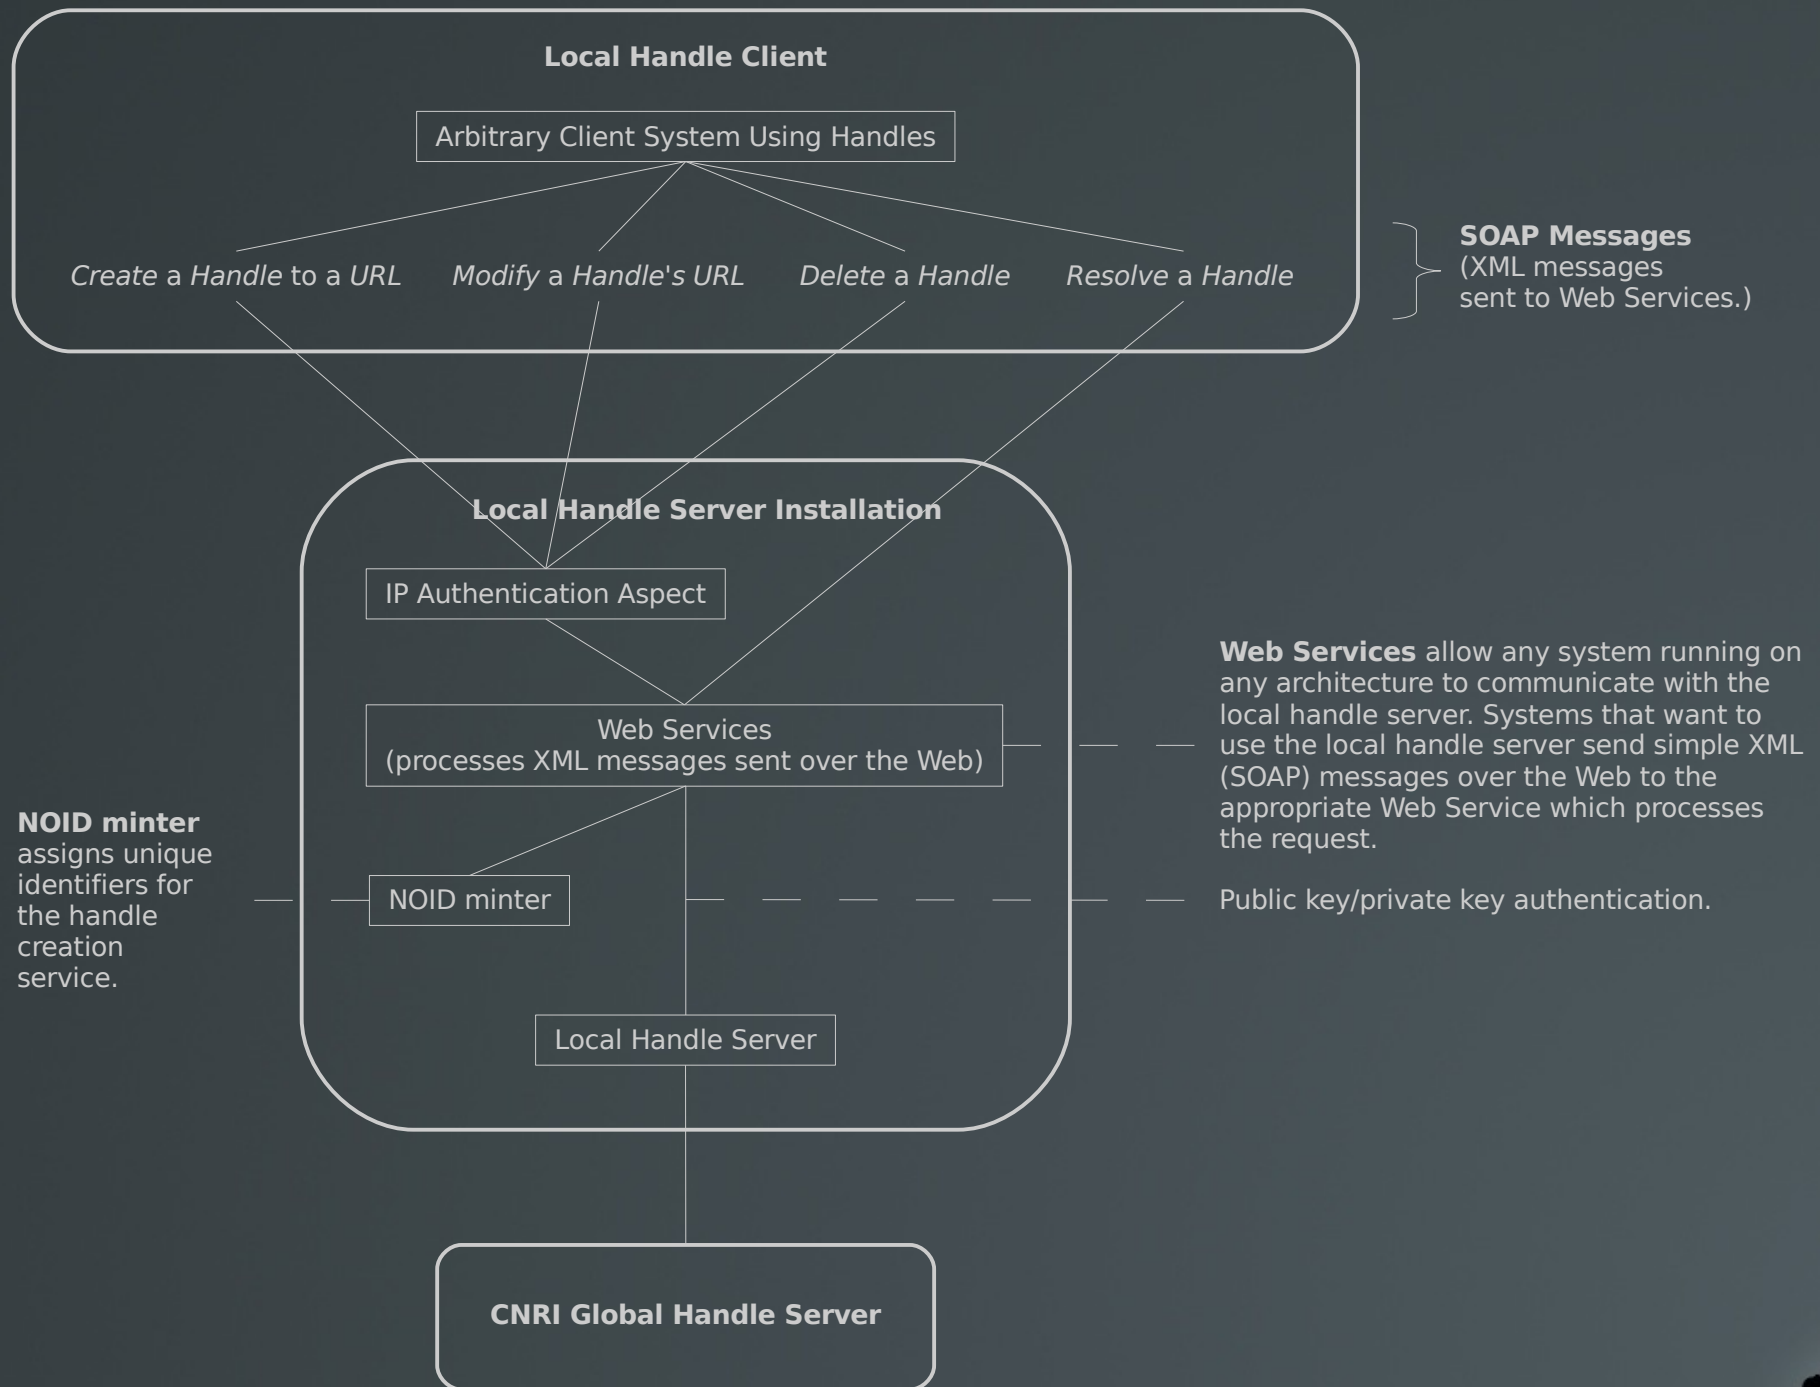 Local Handle Client
Arbitrary Client System Using Handles
Create a Handle to a URL
Modify a Handle's URL
Delete a Handle
Resolve a Handle
SOAP Messages
(XML messages
sent to Web Services.)
Local Handle Server Installation
IP Authentication Aspect
Web Services
(processes XML messages sent over the Web)
Web Services allow any system running on
any architecture to communicate with the
local handle server. Systems that want to
use the local handle server send simple XML
(SOAP) messages over the Web to the
appropriate Web Service which processes
the request.
NOID minter
assigns unique
identifiers for
the handle
creation
service.
NOID minter
Public key/private key authentication.
Local Handle Server
CNRI Global Handle Server